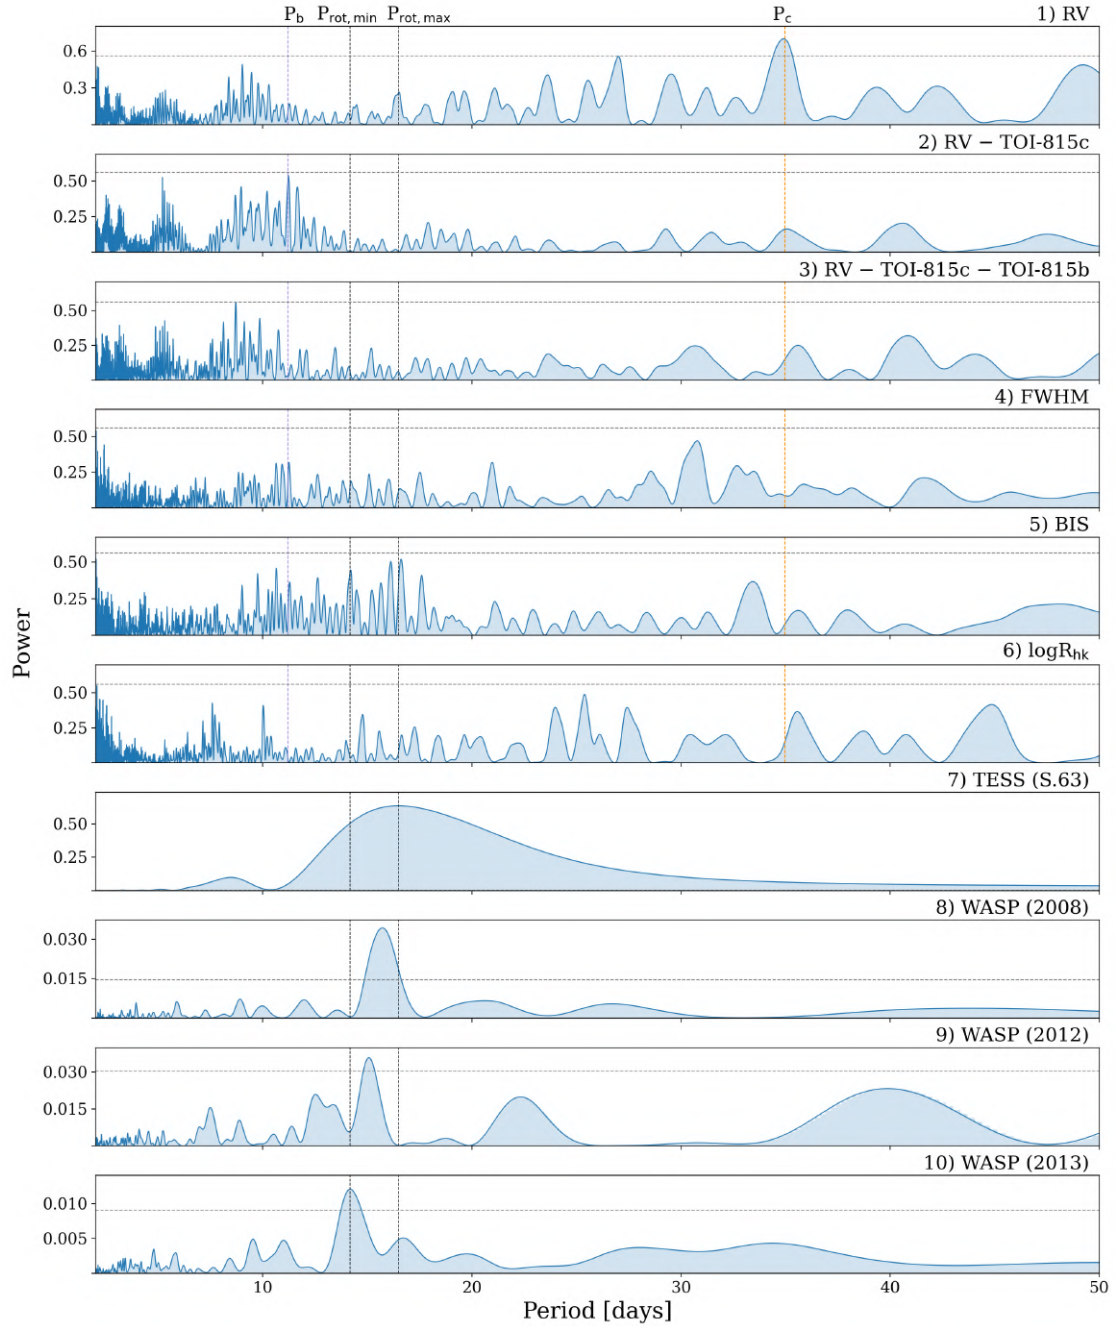 P_b P_rot, min P_rot, max P_c 1) RV
0.6
0.3
2) RV − TOI-815c
0.50
0.25
3) RV − TOI-815c − TOI-815b
0.50
0.25
4) FWHM
0.50
0.25
5) BIS
0.50
0.25
6) logR_hk
0.50
0.25
7) TESS (S.63)
0.50
0.25
8) WASP (2008)
0.030
0.015
9) WASP (2012)
0.030
0.015
10) WASP (2013)
0.010
0.005
10 20 30 40 50
Period [days]
Power